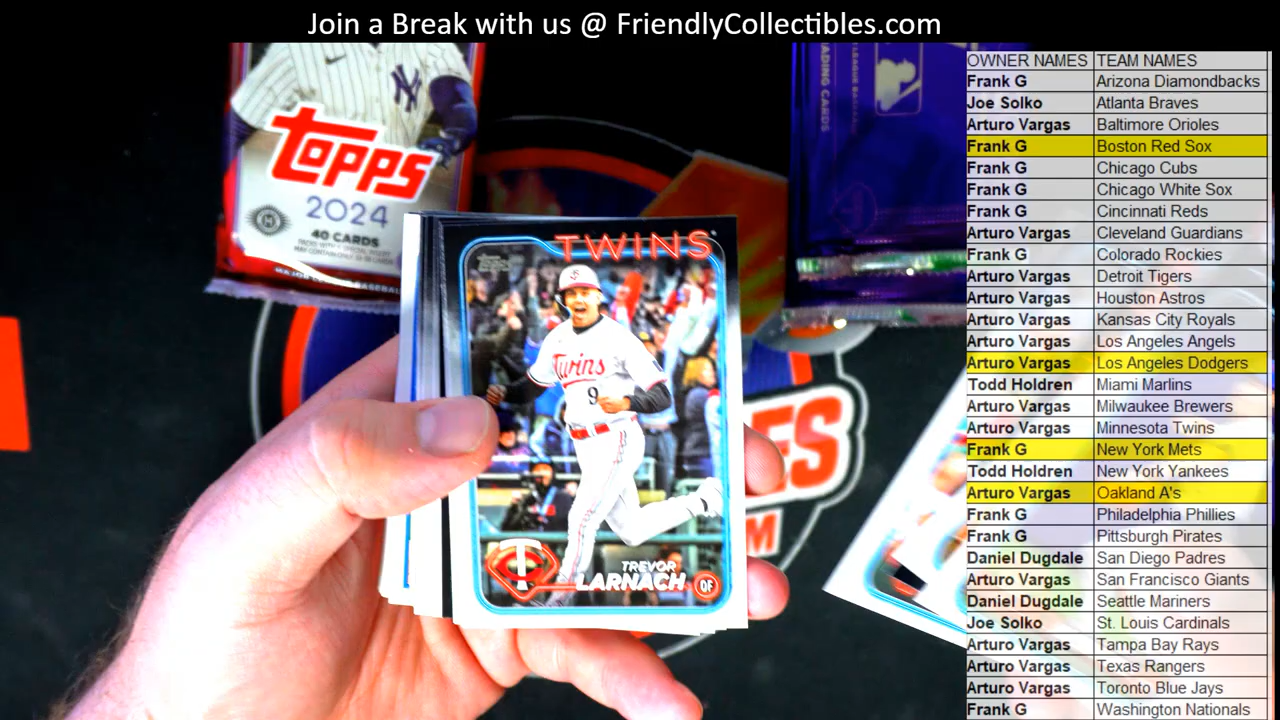 Join a Break with us @ FriendlyCollectibles.com
OWNER NAMES TEAM NAMES
Frank G Arizona Diamondbacks
Joe Solko Atlanta Braves
Arturo Vargas Baltimore Orioles
Frank G Boston Red Sox
Frank G Chicago Cubs
Frank G Chicago White Sox
Frank G Cincinnati Reds
Arturo Vargas Cleveland Guardians
Frank G Colorado Rockies
Arturo Vargas Detroit Tigers
Arturo Vargas Houston Astros
Arturo Vargas Kansas City Royals
Arturo Vargas Los Angeles Angels
Arturo Vargas Los Angeles Dodgers
Todd Holdren Miami Marlins
Arturo Vargas Milwaukee Brewers
Arturo Vargas Minnesota Twins
Frank G New York Mets
Todd Holdren New York Yankees
Arturo Vargas Oakland A's
Frank G Philadelphia Phillies
Frank G Pittsburgh Pirates
Daniel Dugdale San Diego Padres
Arturo Vargas San Francisco Giants
Daniel Dugdale Seattle Mariners
Joe Solko St. Louis Cardinals
Arturo Vargas Tampa Bay Rays
Arturo Vargas Texas Rangers
Arturo Vargas Toronto Blue Jays
Frank G Washington Nationals
NY
Topps
2024
40 CARDS
TRADING CARDS
TWINS
Twins
9
TREVOR
LARNACH OF